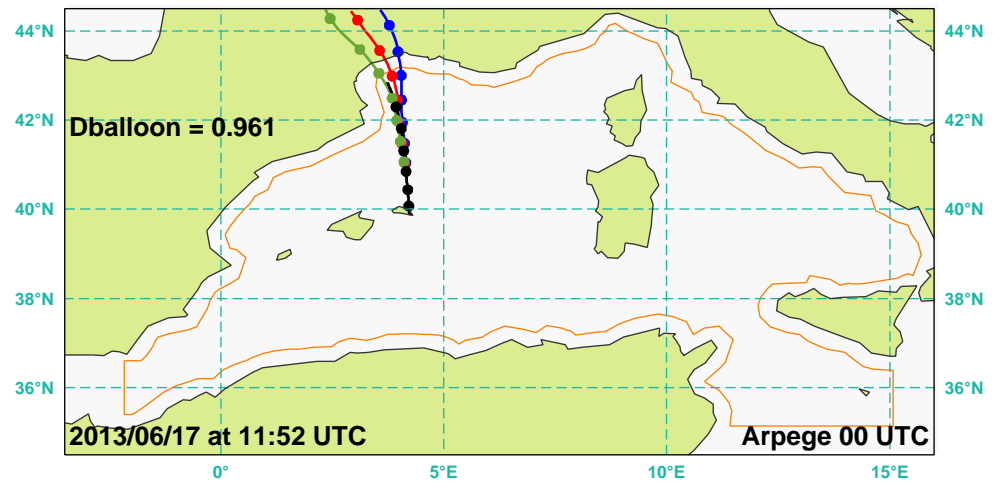 44°N 44°N
42°N 42°N
Dballoon = 0.961
40°N 40°N
38°N 38°N
36°N 36°N
2013/06/17 at 11:52 UTC Arpege 00 UTC
0° 5°E 10°E 15°E